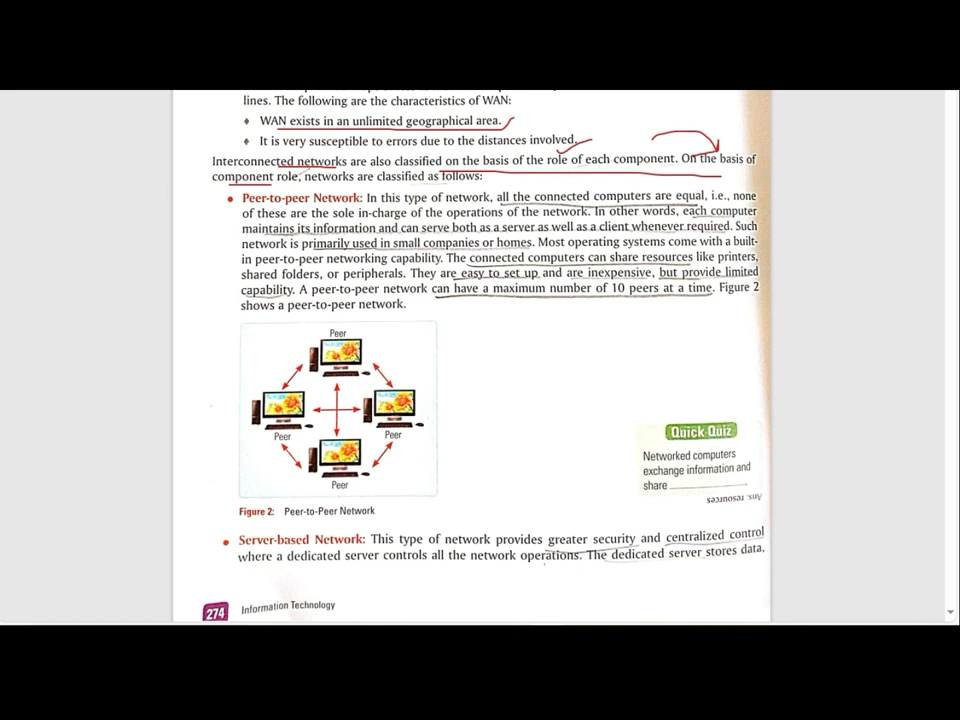 lines. The following are the characteristics of WAN:
♦ WAN exists in an unlimited geographical area.
♦ It is very susceptible to errors due to the distances involved.
Interconnected networks are also classified on the basis of the role of each component. On the basis of
component role, networks are classified as follows:
• Peer-to-peer Network: In this type of network, all the connected computers are equal, i.e., none
of these are the sole in-charge of the operations of the network. In other words, each computer
maintains its information and can serve both as a server as well as a client whenever required. Such
network is primarily used in small companies or homes. Most operating systems come with a built-
in peer-to-peer networking capability. The connected computers can share resources like printers,
shared folders, or peripherals. They are easy to set up and are inexpensive, but provide limited
capability. A peer-to-peer network can have a maximum number of 10 peers at a time. Figure 2
shows a peer-to-peer network.
Peer
Peer
Peer
Peer
Figure 2: Peer-to-Peer Network
Quick Quiz
Networked computers
exchange information and
share
Ans. resources
• Server-based Network: This type of network provides greater security and centralized control
where a dedicated server controls all the network operations. The dedicated server stores data,
274 Information Technology